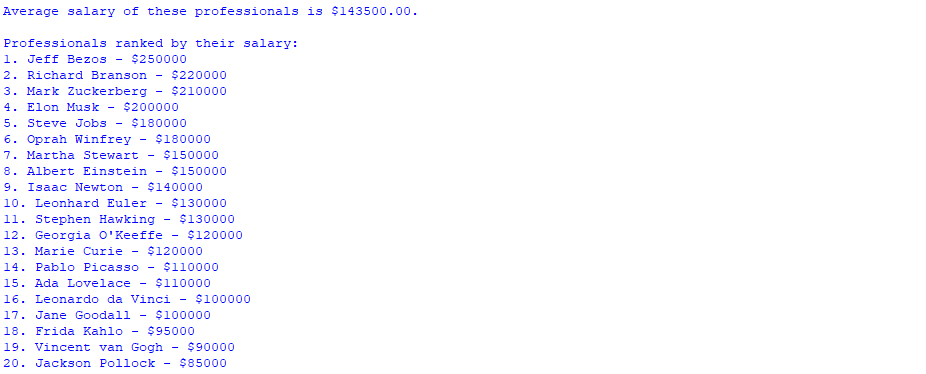 Average salary of these professionals is $143500.00.

Professionals ranked by their salary:
1. Jeff Bezos - $250000
2. Richard Branson - $220000
3. Mark Zuckerberg - $210000
4. Elon Musk - $200000
5. Steve Jobs - $180000
6. Oprah Winfrey - $180000
7. Martha Stewart - $150000
8. Albert Einstein - $150000
9. Isaac Newton - $140000
10. Leonhard Euler - $130000
11. Stephen Hawking - $130000
12. Georgia O'Keeffe - $120000
13. Marie Curie - $120000
14. Pablo Picasso - $110000
15. Ada Lovelace - $110000
16. Leonardo da Vinci - $100000
17. Jane Goodall - $100000
18. Frida Kahlo - $95000
19. Vincent van Gogh - $90000
20. Jackson Pollock - $85000